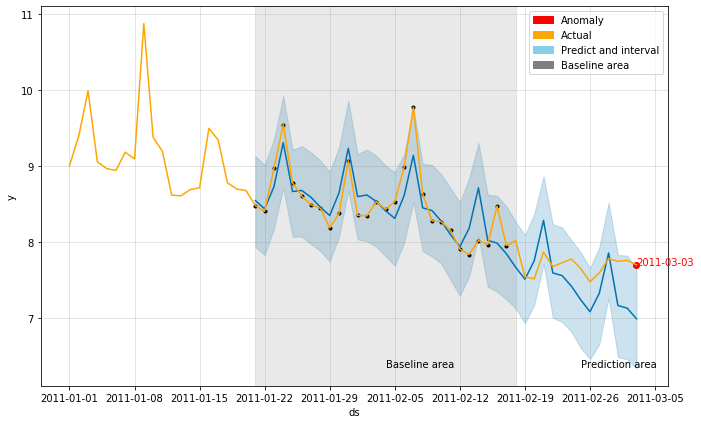 11
10
9
8
7
y
Anomaly
Actual
Predict and interval
Baseline area
2011-03-03
Baseline area
Prediction area
2011-01-01
2011-01-08
2011-01-15
2011-01-22
2011-01-29
2011-02-05
2011-02-12
2011-02-19
2011-02-26
2011-03-05
ds